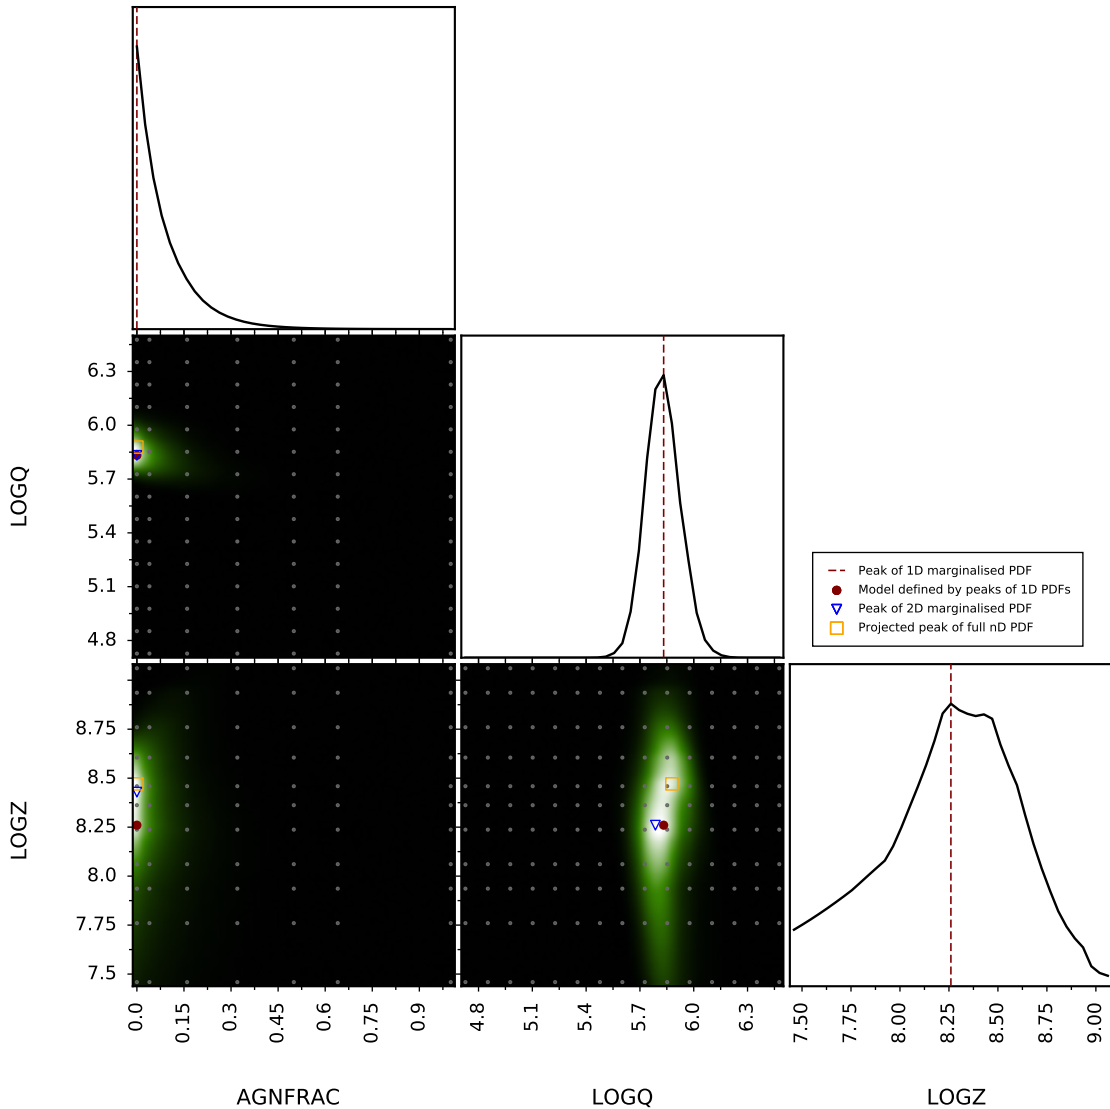 6.3
6.0
5.7
5.4
5.1
4.8
LOGQ
Peak of 1D marginalised PDF
Model defined by peaks of 1D PDFs
Peak of 2D marginalised PDF
Projected peak of full nD PDF
8.75
8.5
8.25
8.0
7.75
7.5
LOGZ
0.0 0.15 0.3 0.45 0.6 0.75 0.9
4.8 5.1 5.4 5.7 6.0 6.3
7.50 7.75 8.00 8.25 8.50 8.75 9.00
AGNFRAC LOGQ LOGZ